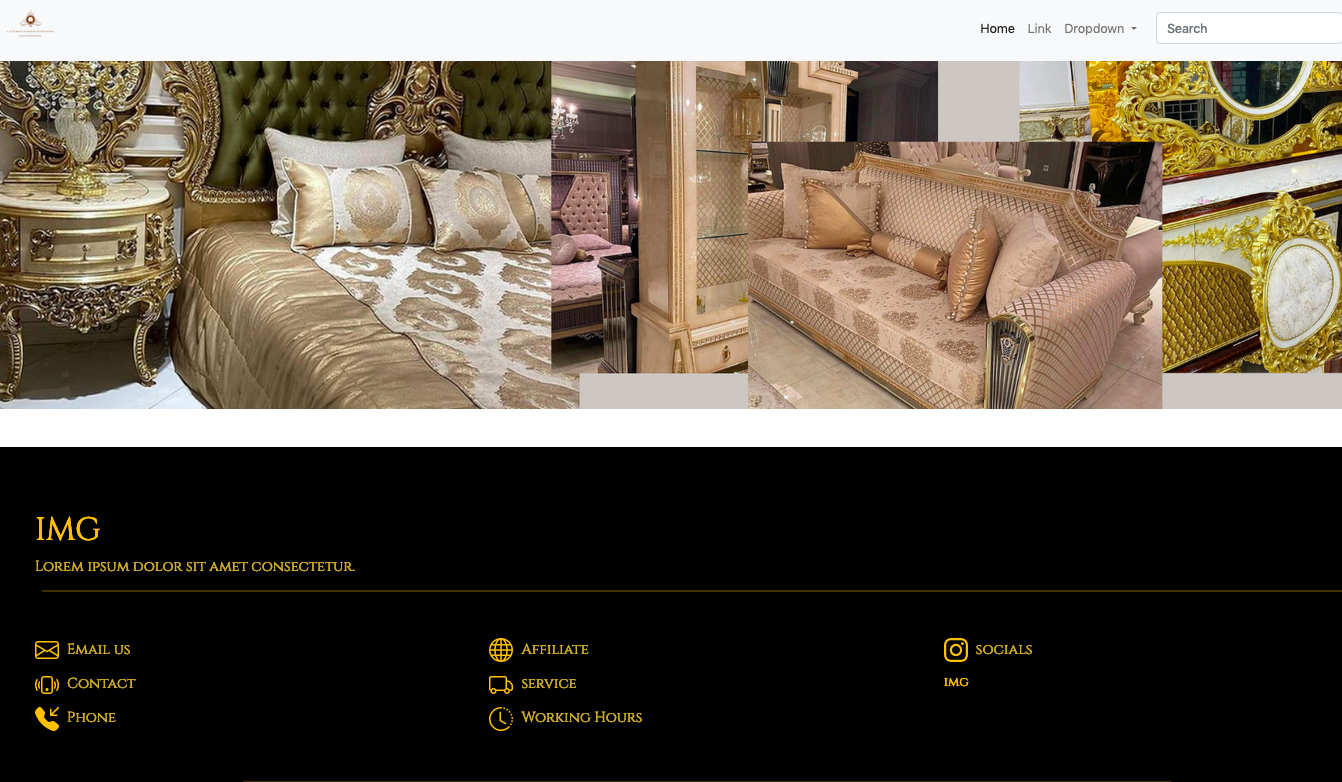 Home Link Dropdown Search
IMG
Lorem ipsum dolor sit amet consectetur.
Email us
Contact
Phone
Affiliate
service
Working Hours
socials
IMG